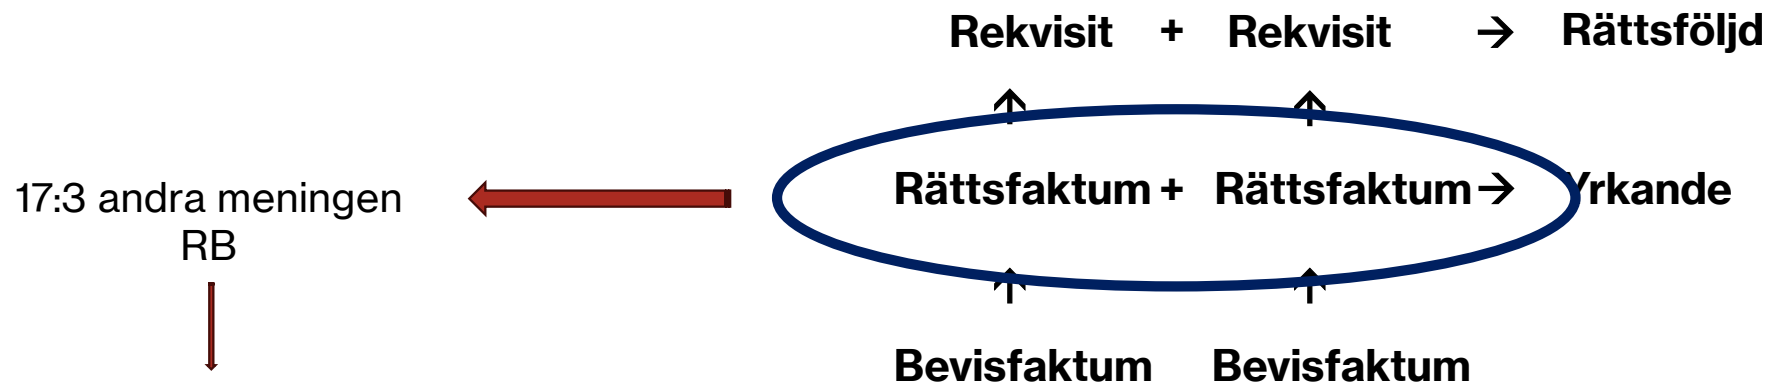 Rekvisit + Rekvisit → Rättsföljd
Rättsfaktum + Rättsfaktum → Yrkande
17:3 andra meningen
RB
Bevisfaktum Bevisfaktum